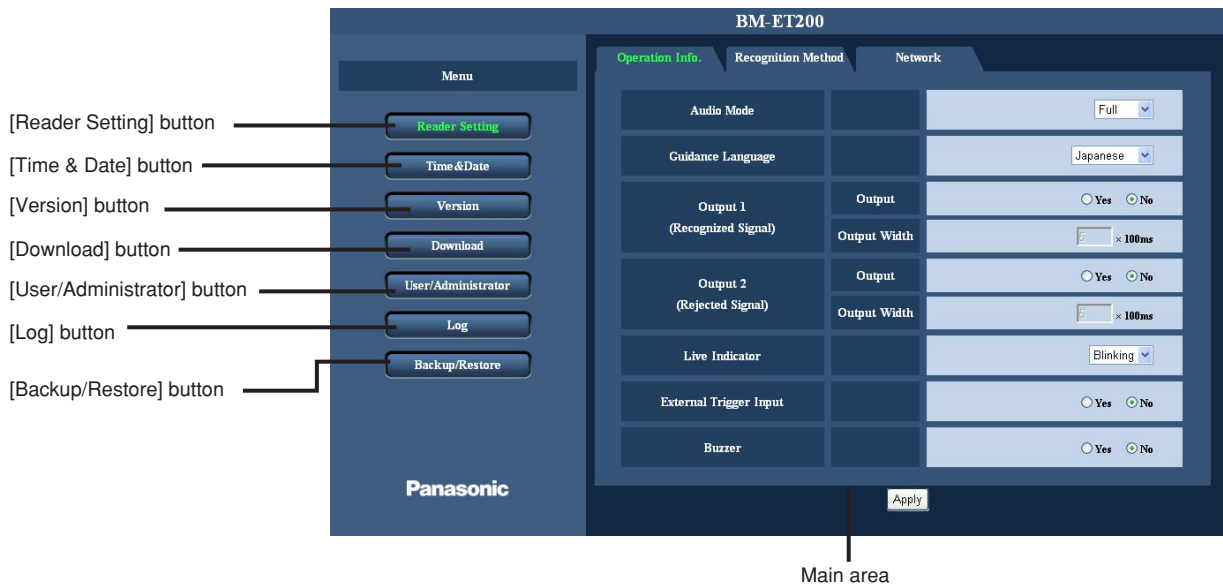 BM-ET200
Menu
[Reader Setting] button
Reader Setting
[Time & Date] button
Time&Date
[Version] button
Version
[Download] button
Download
[User/Administrator] button
User/Administrator
[Log] button
Log
[Backup/Restore] button
Backup/Restore
Panasonic
Operation Info.
Recognition Method
Network
Audio Mode
Full
Guidance Language
Japanese
Output 1
(Recognized Signal)
Output
Yes No
Output Width
5 × 100ms
Output 2
(Rejected Signal)
Output
Yes No
Output Width
5 × 100ms
Live Indicator
Blinking
External Trigger Input
Yes No
Buzzer
Yes No
Apply
Main area